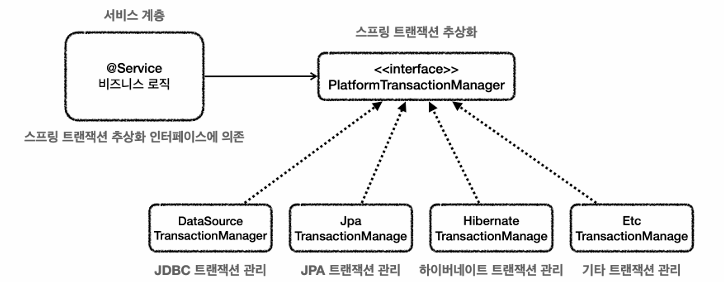 서비스 계층
스프링 트랜잭션 추상화
@Service
비즈니스 로직
<<interface>>
PlatformTransactionManager
스프링 트랜잭션 추상화 인터페이스에 의존
DataSource
TransactionManager
Jpa
TransactionManage
Hibernate
TransactionManage
Etc
TransactionManage
JDBC 트랜잭션 관리
JPA 트랜잭션 관리
하이버네이트 트랜잭션 관리
기타 트랜잭션 관리